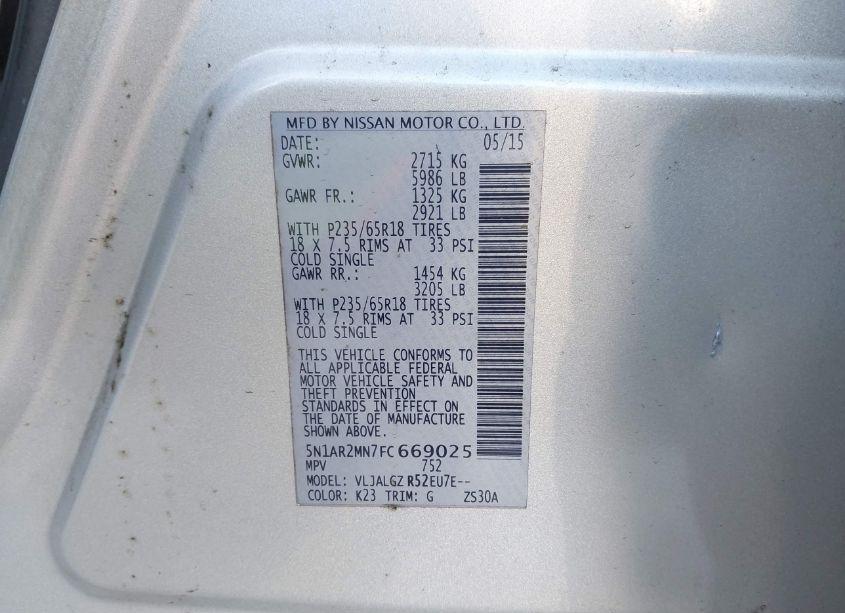 MFD BY NISSAN MOTOR CO., LTD.
DATE: 05/15
GVWR: 2715 KG
5986 LB
GAWR FR.: 1325 KG
2921 LB
WITH P235/65R18 TIRES
18 X 7.5 RIMS AT 33 PSI
COLD SINGLE
GAWR RR.: 1454 KG
3205 LB
WITH P235/65R18 TIRES
18 X 7.5 RIMS AT 33 PSI
COLD SINGLE
THIS VEHICLE CONFORMS TO
ALL APPLICABLE FEDERAL
MOTOR VEHICLE SAFETY AND
THEFT PREVENTION
STANDARDS IN EFFECT ON
THE DATE OF MANUFACTURE
SHOWN ABOVE.
5N1AR2MN7FC669025
MPV 752
MODEL: VLJALGZ R52EU7E--
COLOR: K23 TRIM: G ZS30A